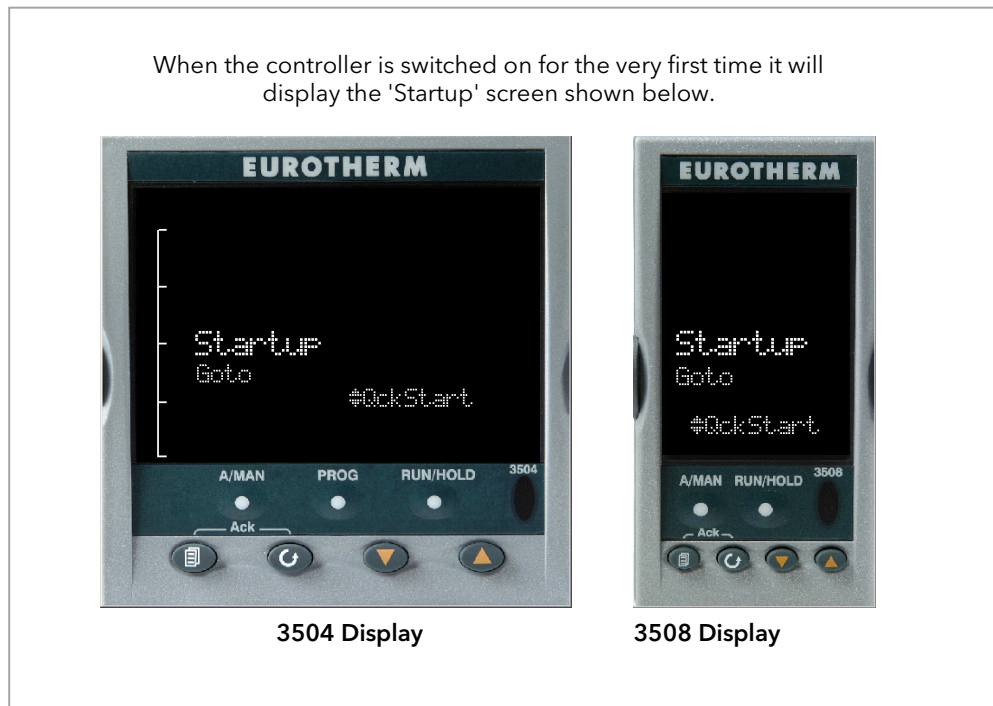 When the controller is switched on for the very first time it will
display the 'Startup' screen shown below.
EUROTHERM
Startup
Goto
QckStart
A/MAN PROG RUN/HOLD 3504
Ack
3504 Display
EUROTHERM
Startup
Goto
QckStart
A/MAN RUN/HOLD 3508
Ack
3508 Display